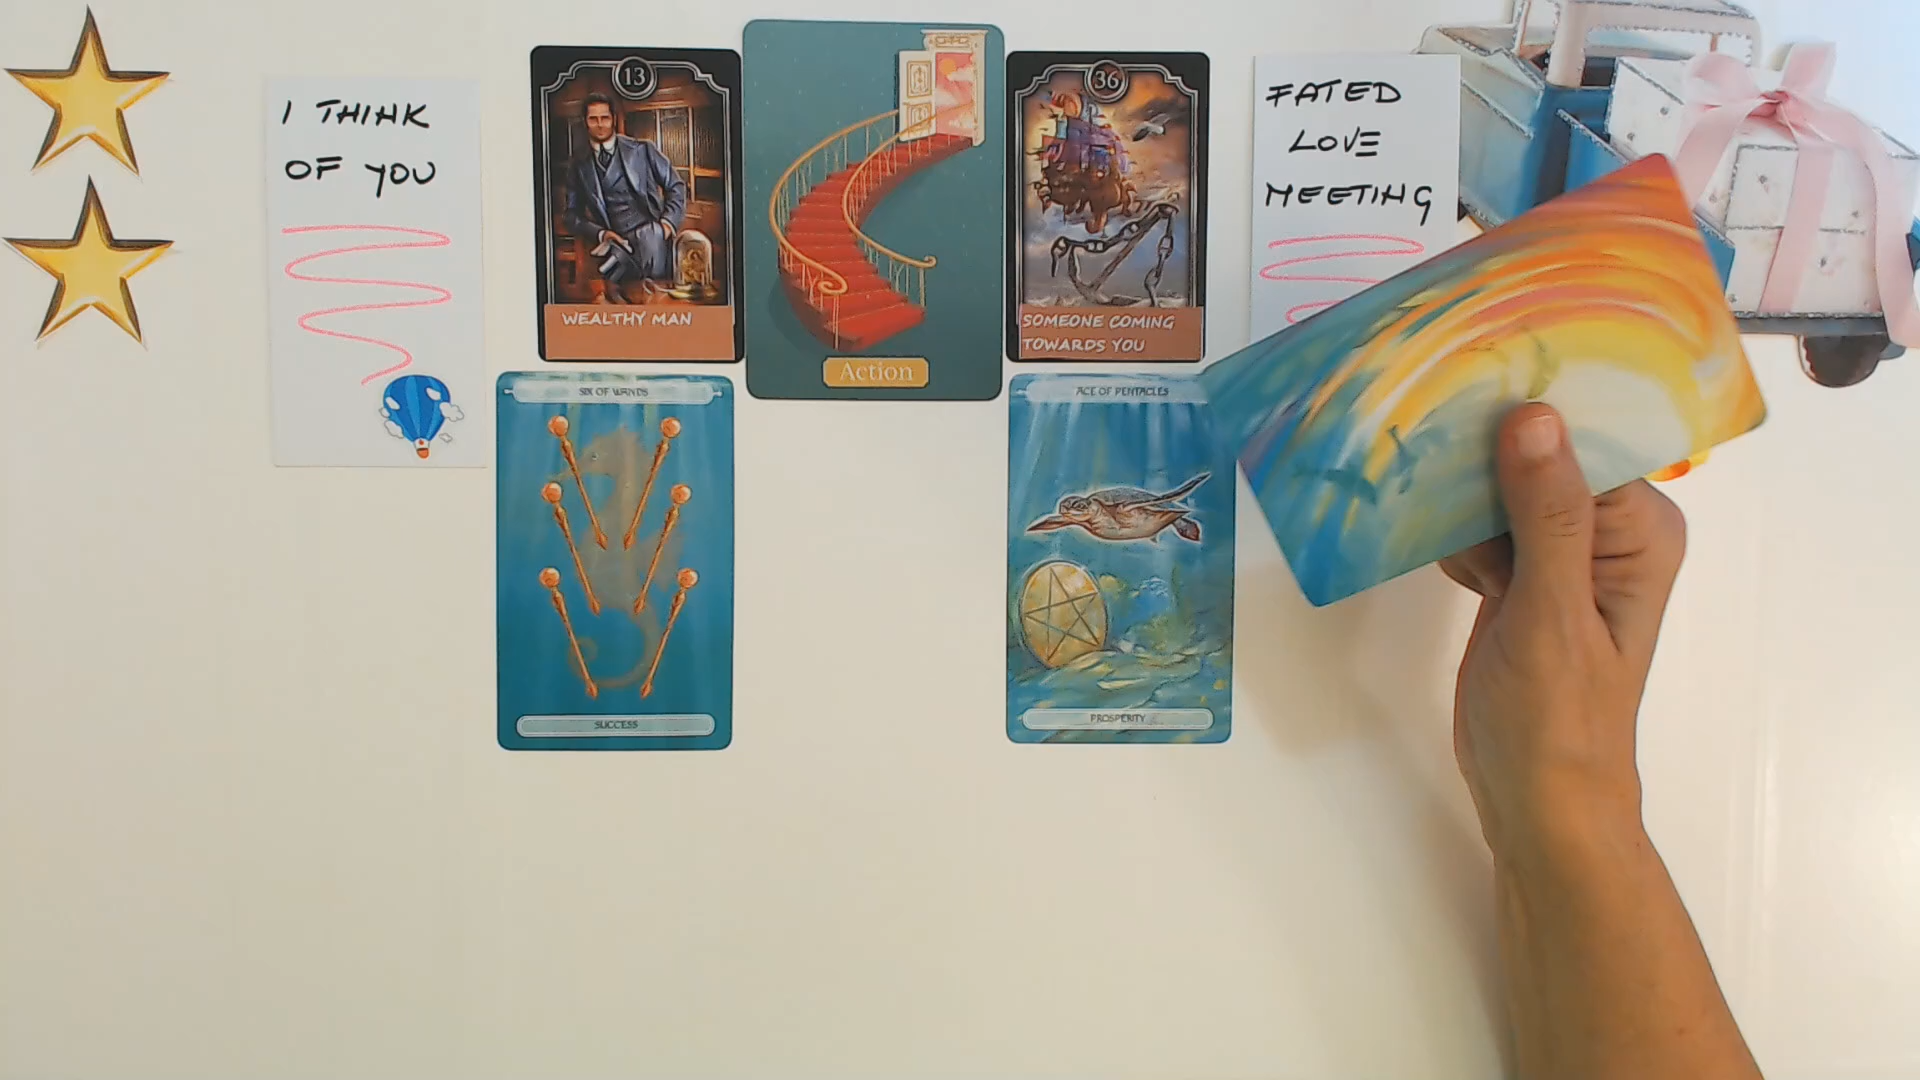 I THINK
OF YOU
13
WEALTHY MAN
Action
36
SOMEONE COMING
TOWARDS YOU
FATED
LOVE
MEETING
SIX OF WANDS
SUCCESS
ACE OF PENTACLES
PROSPERITY